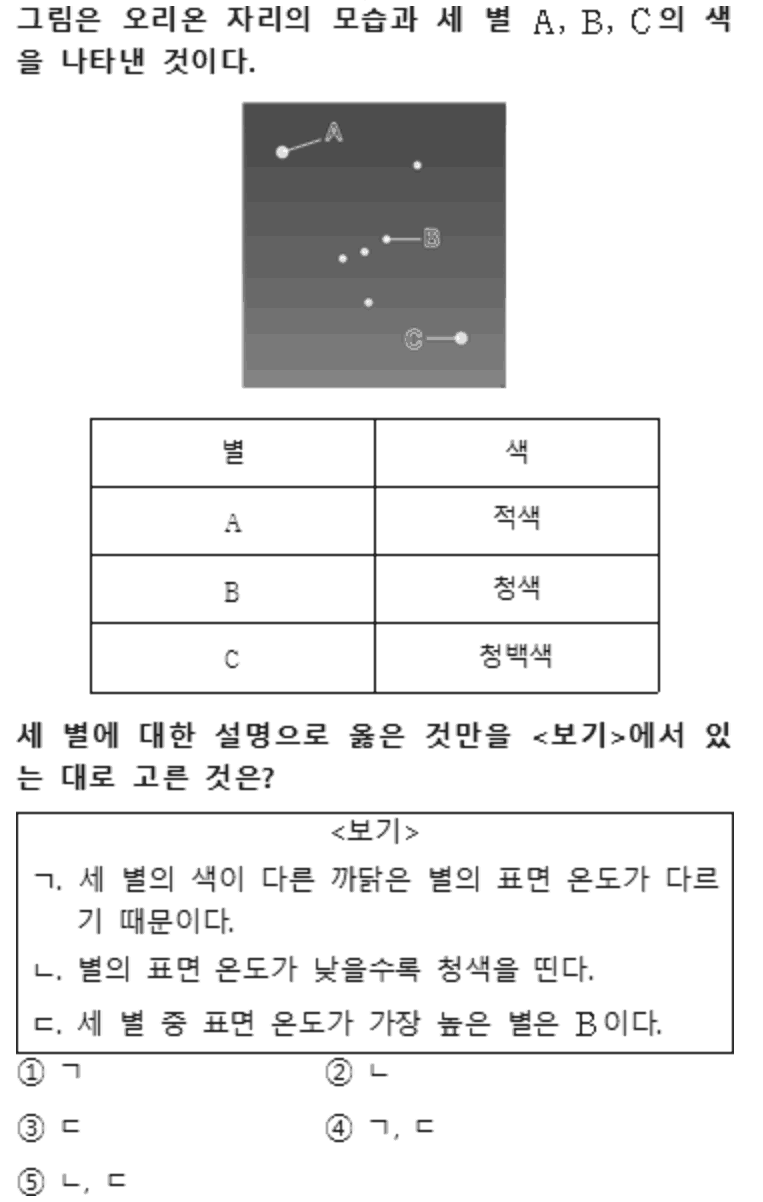 그림은 오리온 자리의 모습과 세 별 A, B, C의 색
을 나타낸 것이다.
A
B
C
별 색
A 적색
B 청색
C 청백색
세 별에 대한 설명으로 옳은 것만을 <보기>에서 있
는 대로 고른 것은?
<보기>
ㄱ. 세 별의 색이 다른 까닭은 별의 표면 온도가 다르
기 때문이다.
ㄴ. 별의 표면 온도가 낮을수록 청색을 띤다.
ㄷ. 세 별 중 표면 온도가 가장 높은 별은 B이다.
① ㄱ ② ㄴ
③ ㄷ ④ ㄱ, ㄷ
⑤ ㄴ, ㄷ